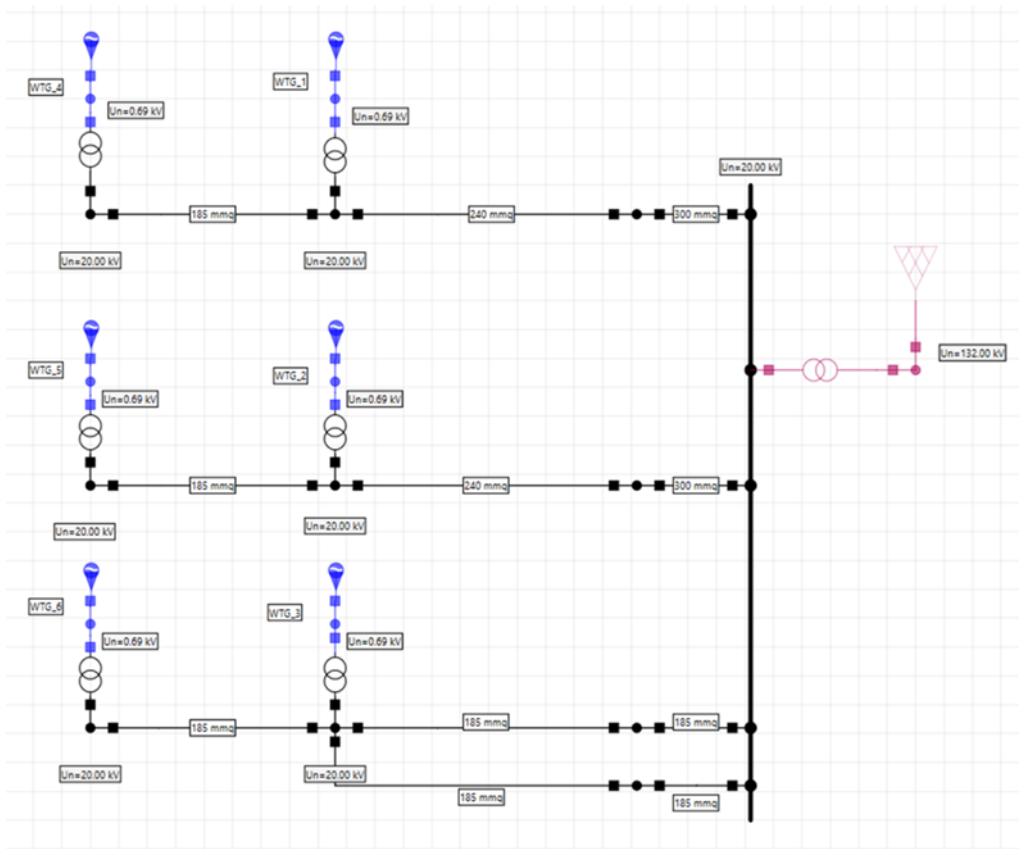 WTG_4
WTG_1
Un=0.69 kV
Un=0.69 kV
Un=20.00 kV
185 mmq
240 mmq
300 mmq
Un=20.00 kV
Un=20.00 kV
Un=132.00 kV
WTG_5
WTG_2
Un=0.69 kV
Un=0.69 kV
185 mmq
240 mmq
300 mmq
Un=20.00 kV
Un=20.00 kV
WTG_6
WTG_3
Un=0.69 kV
Un=0.69 kV
185 mmq
185 mmq
185 mmq
Un=20.00 kV
Un=20.00 kV
185 mmq
185 mmq